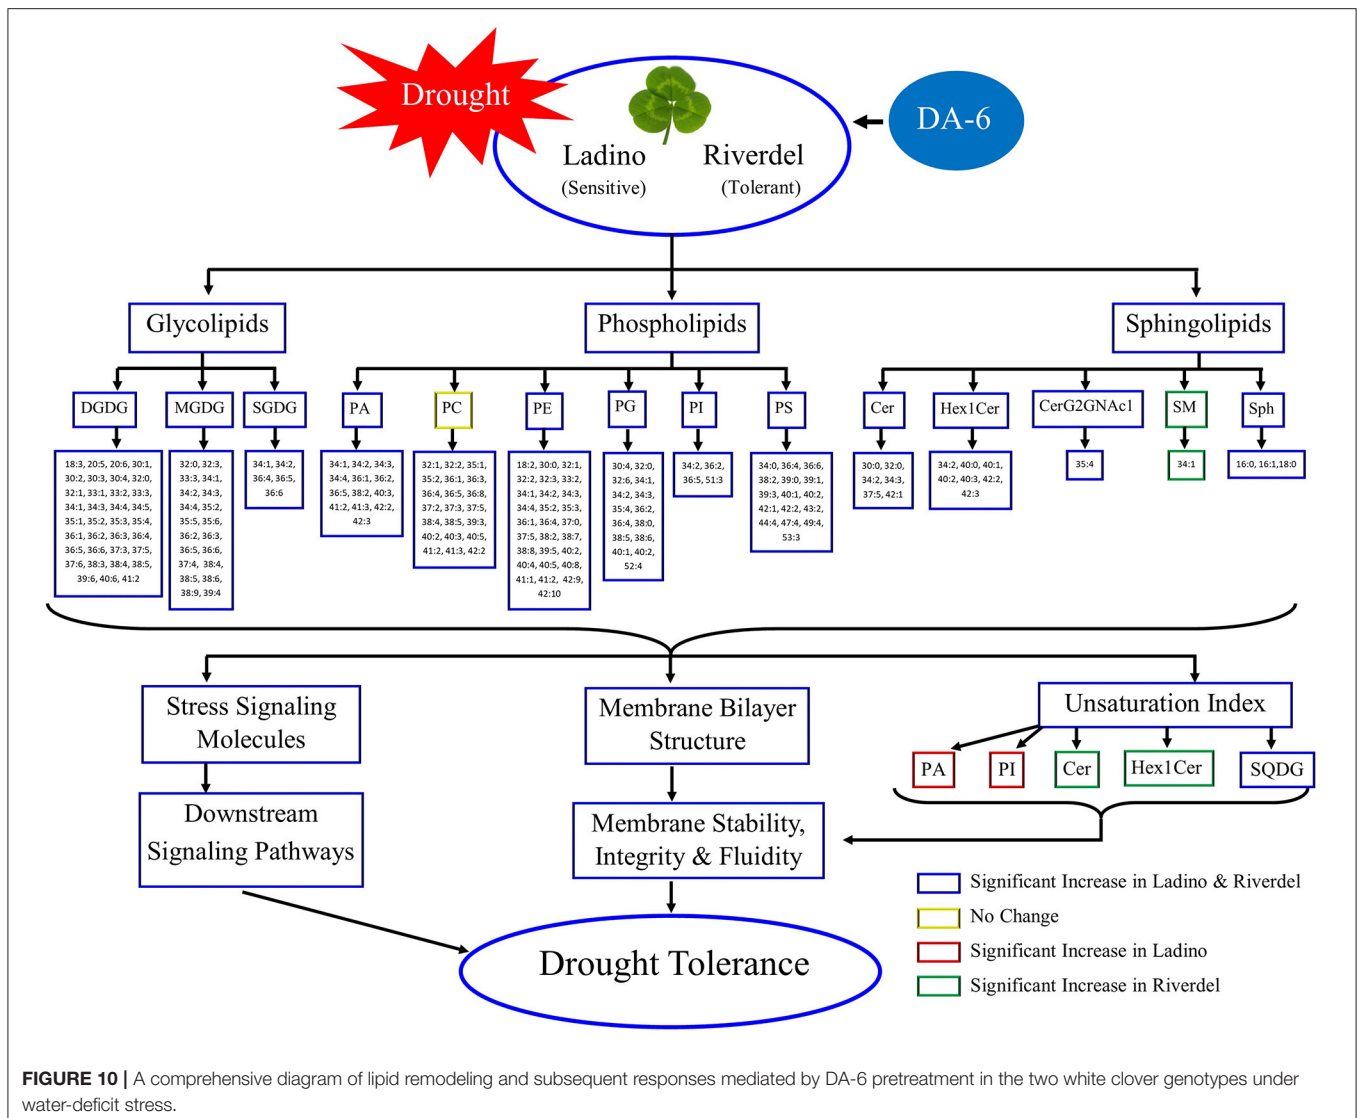 Drought
DA-6
Ladino
Riverdel
(Sensitive)
(Tolerant)
Glycolipids
Phospholipids
Sphingolipids
DGDG
MGDG
SGDG
PA
PC
PE
PG
PI
PS
Cer
Hex1Cer
CerG2GNAc1
SM
Sph
18:3, 20:5, 20:6, 30:1,
30:2, 30:3, 30:4, 32:0,
32:1, 33:1, 33:2, 33:3,
34:1, 34:3, 34:4, 34:5,
35:1, 35:2, 35:3, 35:4,
36:1, 36:2, 36:3, 36:4,
36:5, 36:6, 37:3, 37:5,
37:6, 38:3, 38:4, 38:5,
39:6, 40:6, 41:2
32:0, 32:3,
33:3, 34:1,
34:2, 34:3,
34:4, 35:2,
35:5, 35:6,
36:2, 36:3,
36:5, 36:6,
37:4, 38:4,
38:5, 38:6,
38:9, 39:4
34:1, 34:2,
36:4, 36:5,
36:6
34:1, 34:2, 34:3,
34:4, 36:1, 36:2,
36:5, 38:2, 40:3,
41:2, 41:3, 42:2,
42:3
32:1, 32:2, 35:1,
35:2, 36:1, 36:3,
36:4, 36:5, 36:8,
37:2, 37:3, 37:5,
38:4, 38:5, 39:3,
40:2, 40:3, 40:5,
41:2, 41:3, 42:2
18:2, 30:0, 32:1,
32:2, 32:3, 33:2,
34:1, 34:2, 34:3,
34:4, 35:2, 35:3,
36:1, 36:4, 37:0,
37:5, 38:2, 38:7,
38:8, 39:5, 40:2,
40:4, 40:5, 40:8,
41:1, 41:2, 42:9,
42:10
30:4, 32:0,
32:6, 34:1,
34:2, 34:3,
35:4, 36:2,
36:4, 38:0,
38:5, 38:6,
40:1, 40:2,
52:4
34:2, 36:2,
36:5, 51:3
34:0, 36:4, 36:6,
38:2, 39:0, 39:1,
39:3, 40:1, 40:2,
42:1, 42:2, 43:2,
44:4, 47:4, 49:4,
53:3
30:0, 32:0,
34:2, 34:3,
37:5, 42:1
34:2, 40:0, 40:1,
40:2, 40:3, 42:2,
42:3
35:4
34:1
16:0, 16:1,18:0
Stress Signaling
Molecules
Membrane Bilayer
Structure
Unsaturation Index
PA
PI
Cer
Hex1Cer
SQDG
Downstream
Signaling Pathways
Membrane Stability,
Integrity & Fluidity
Drought Tolerance
Significant Increase in Ladino & Riverdel
No Change
Significant Increase in Ladino
Significant Increase in Riverdel
FIGURE 10 | A comprehensive diagram of lipid remodeling and subsequent responses mediated by DA-6 pretreatment in the two white clover genotypes under
water-deficit stress.